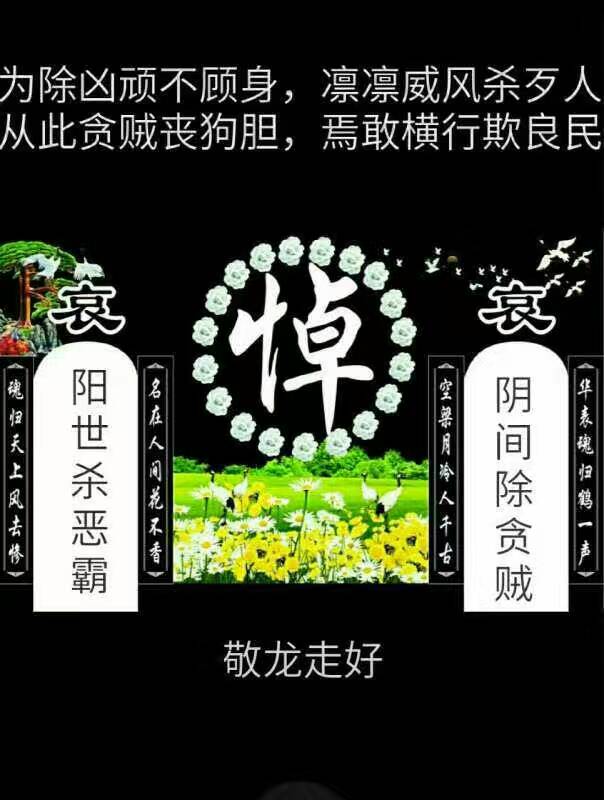 为除凶顽不顾身，凛凛威风杀歹人
从此贪贼丧狗胆，焉敢横行欺良民
哀
悼
哀
魂归天上风去惨
阳世杀恶霸
名在人间花不香
空梁月冷人千古
阴间除贪贼
华表魂归鹤一声
敬龙走好